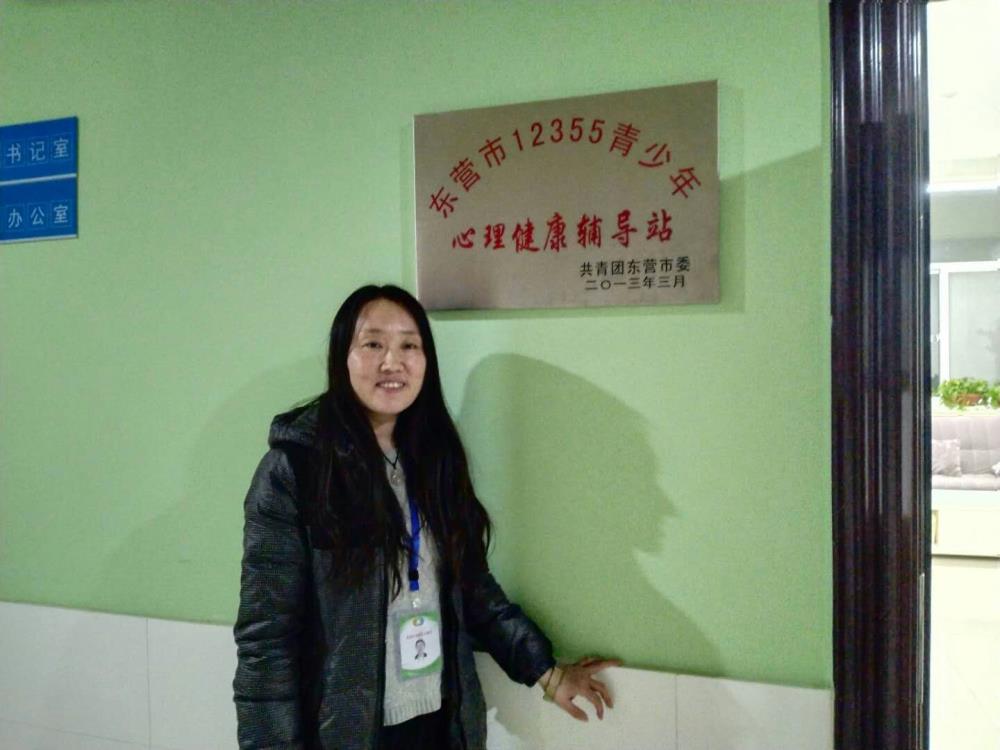 书记室
办公室
东营市12355青少年
心理健康辅导站
共青团东营市委
二〇一三年三月